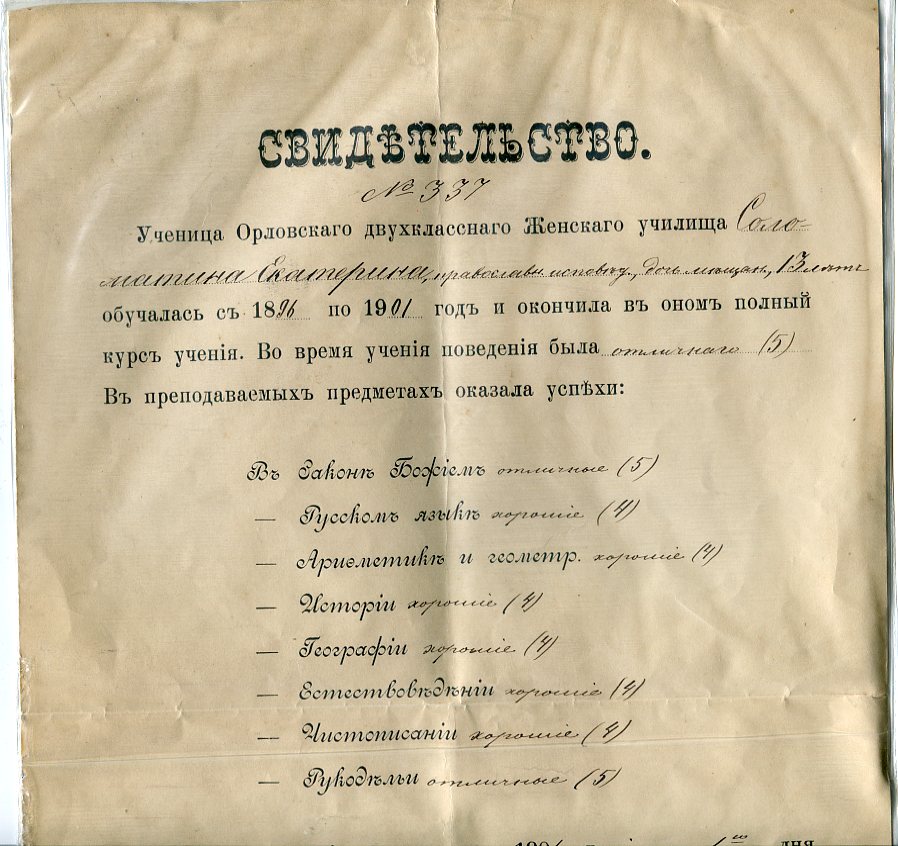 СВИДѢТЕЛЬСТВО.
№ 337
Ученица Орловскаго двухкласснаго Женскаго училища Соло-
матина Екатерина, православн исповѣд., дочь мѣщан, 13 лѣтъ
обучалась съ 1896 по 1901 годъ и окончила въ ономъ полный
курсъ ученія. Во время ученія поведенія была отличнаго (5)
Въ преподаваемыхъ предметахъ оказала успѣхи:
Въ Законѣ Божіемъ отличные (5)
— Русскомъ языкѣ хорошіе (4)
— Ариѳметикѣ и геометр. хорошіе (4)
— Исторіи хорошіе (4)
— Географіи хорошіе (4)
— Естествовѣдѣніи хорошіе (4)
— Чистописаніи хорошіе (4)
— Рукодѣльи отличные (5)
дня